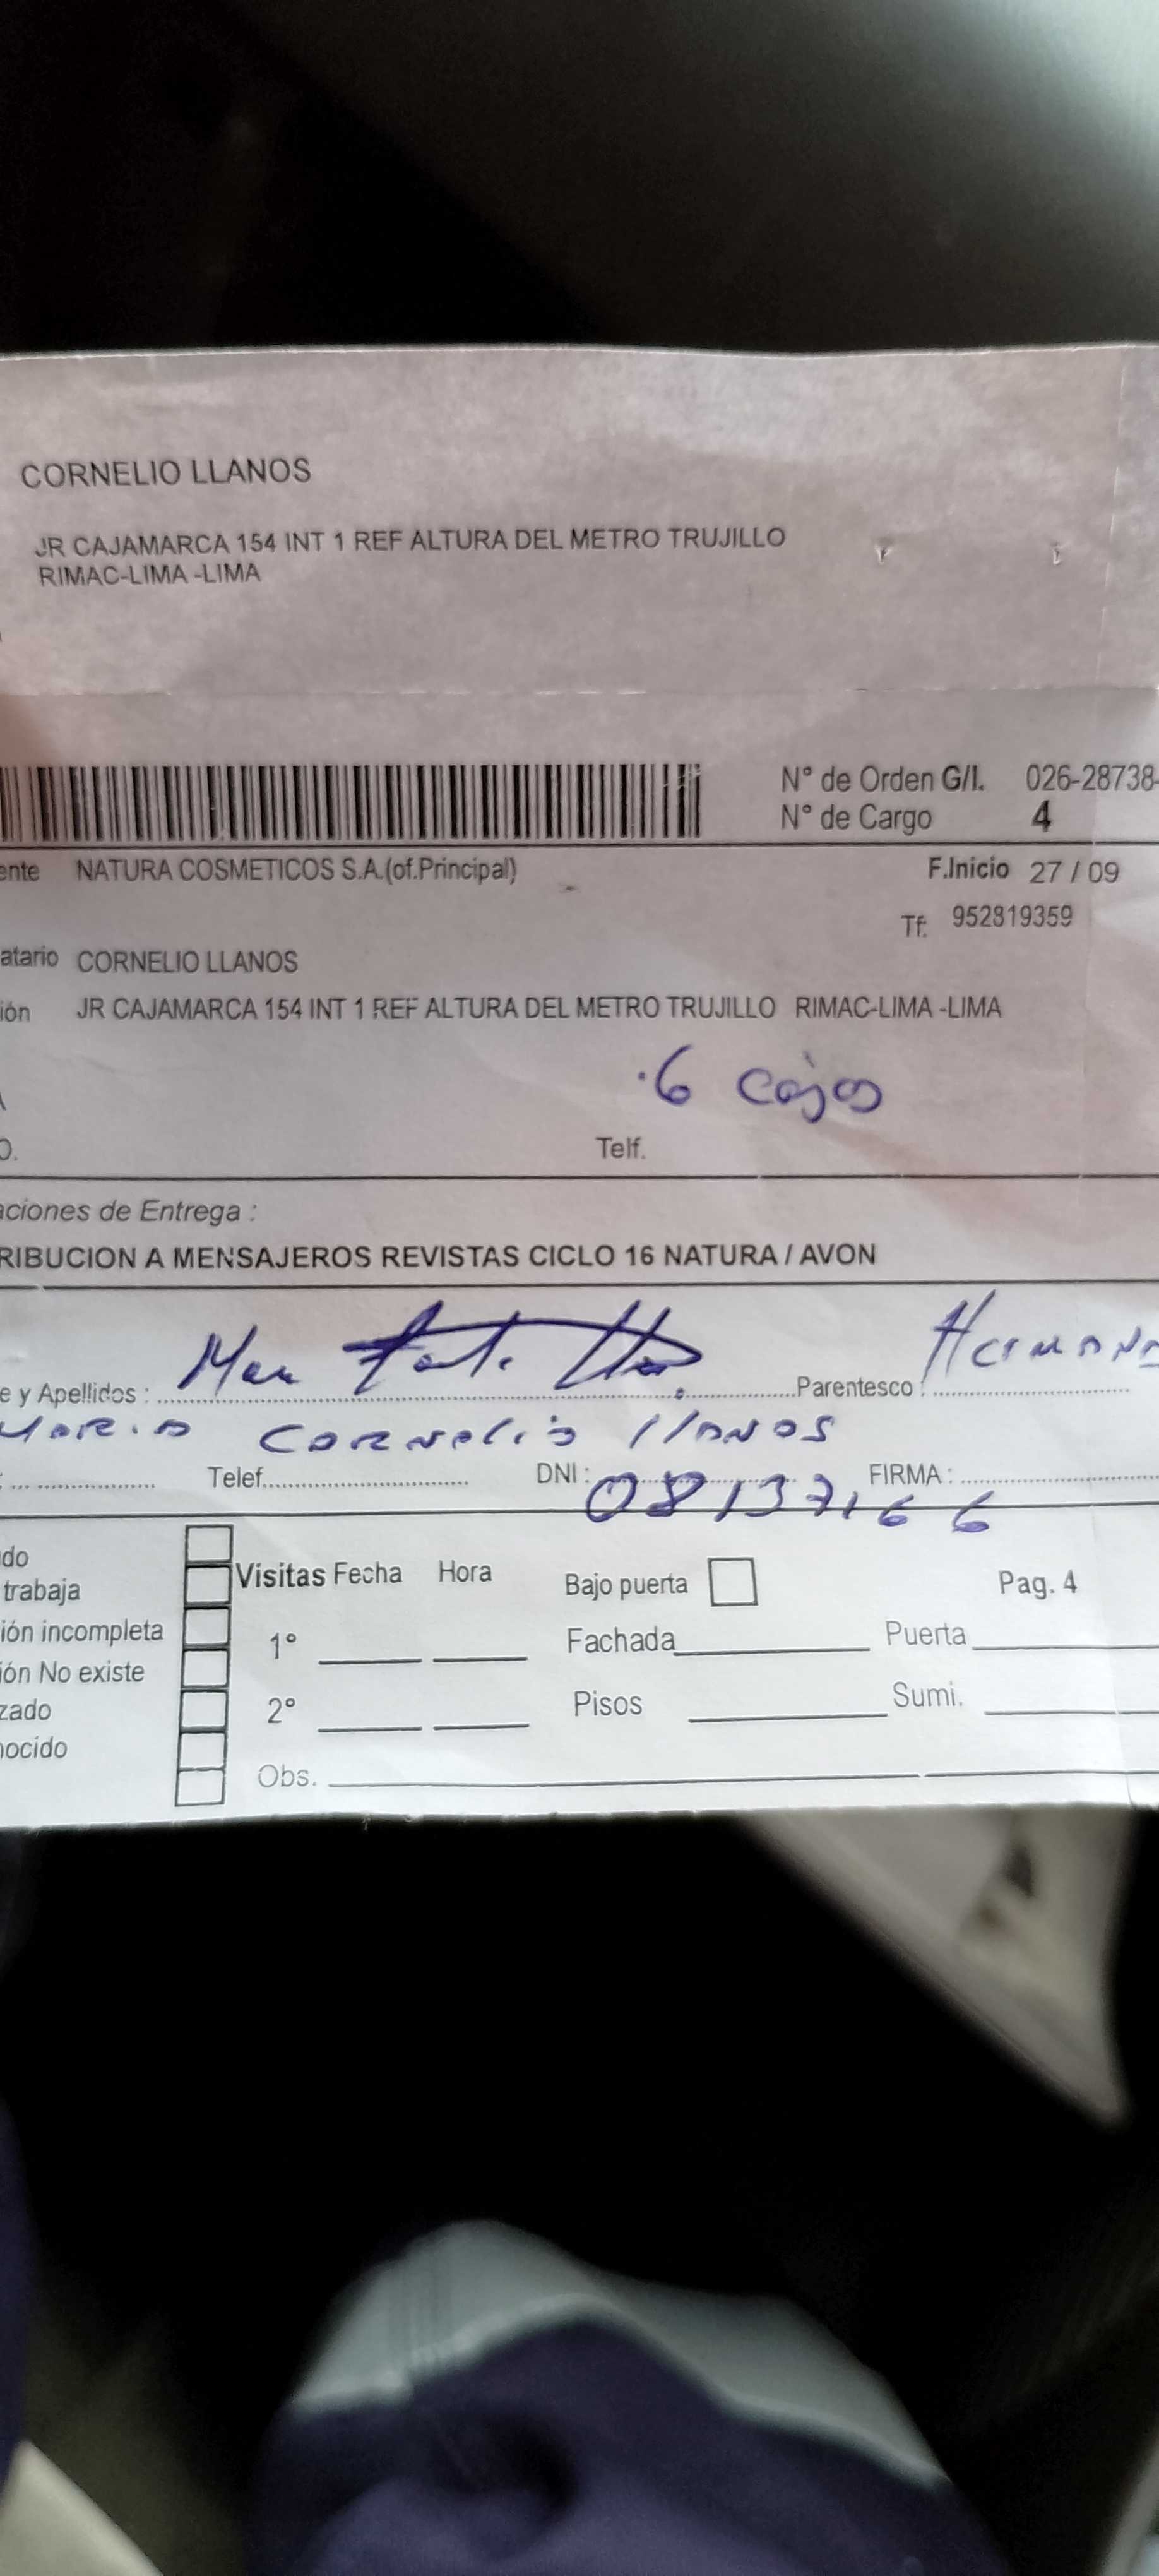 CORNELIO LLANOS
JR CAJAMARCA 154 INT 1 REF ALTURA DEL METRO TRUJILLO
RIMAC-LIMA -LIMA
N° de Orden G/I. 026-28738-
N° de Cargo 4
ente NATURA COSMETICOS S.A.(of.Principal) F.Inicio 27 / 09
Tf: 952819359
atario CORNELIO LLANOS
ión JR CAJAMARCA 154 INT 1 REF ALTURA DEL METRO TRUJILLO RIMAC-LIMA -LIMA
6 cajas
O. Telf.
aciones de Entrega :
RIBUCION A MENSAJEROS REVISTAS CICLO 16 NATURA / AVON
e y Apellidos : Parentesco : Hermano
Mario Cornelio llanos
Telef. DNI : 08137166 FIRMA :
do
trabaja Visitas Fecha Hora Bajo puerta Pag. 4
ión incompleta 1° Fachada Puerta
ión No existe
zado 2° Pisos Sumi.
nocido
Obs.